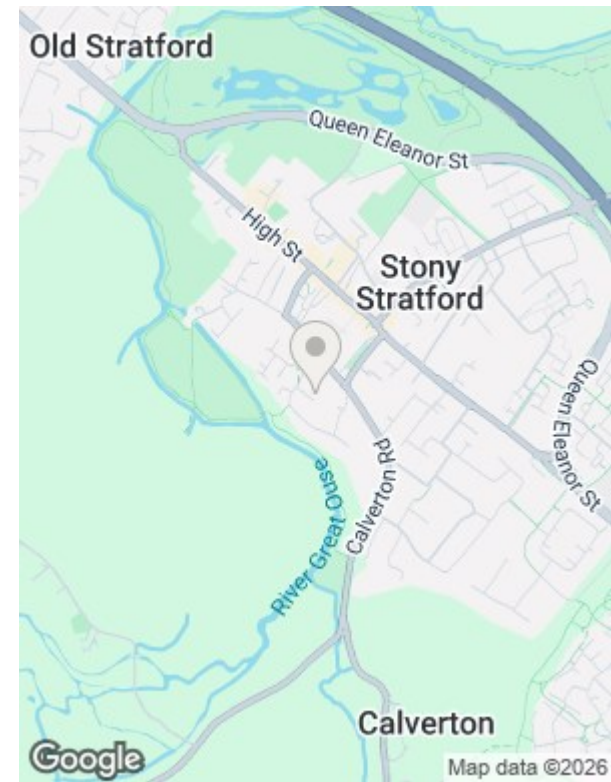 Old Stratford
Queen Eleanor St
High St
Stony
Stratford
Queen Eleanor St
Calverton Rd
River Great Ouse
Calverton
Google
Map data ©2026